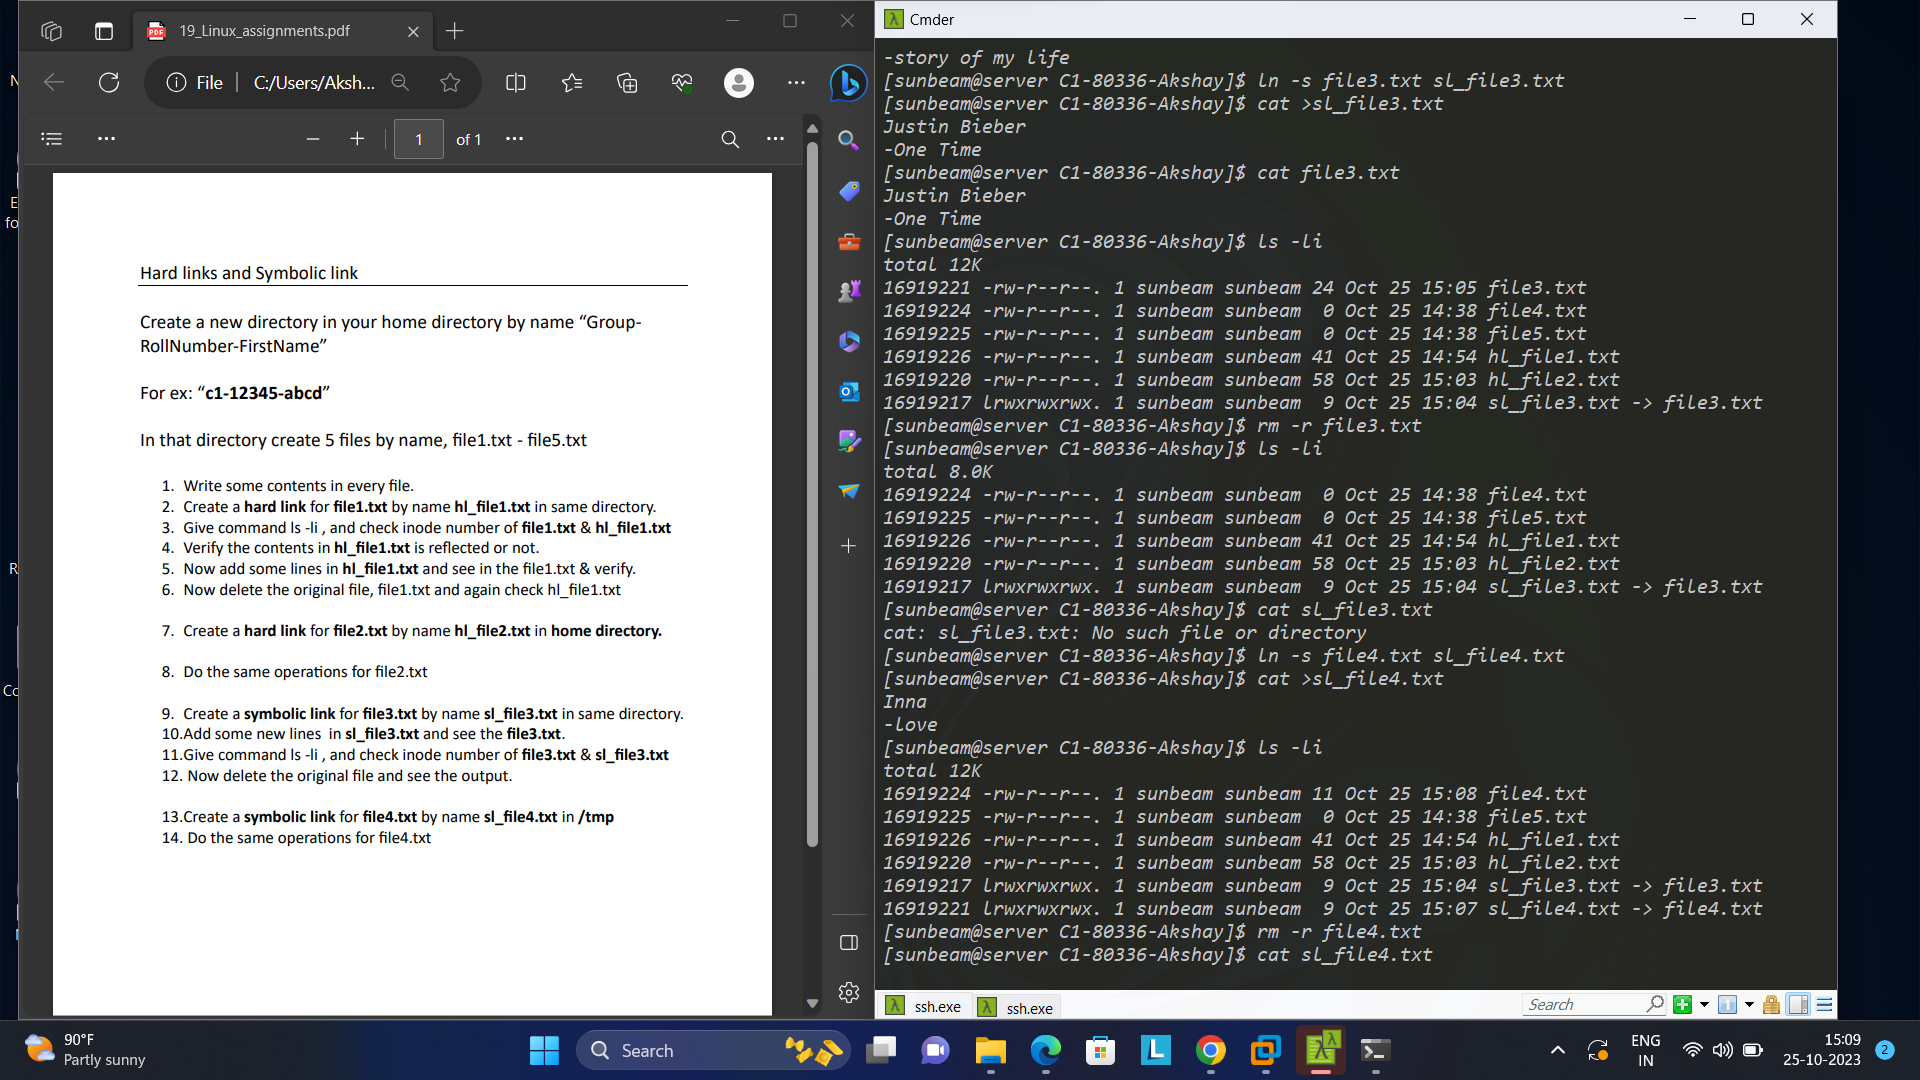 19_Linux_assignments.pdf
File
C:/Users/Aksh...
1
of 1
Hard links and Symbolic link
Create a new directory in your home directory by name “Group-
RollNumber-FirstName”
For ex: “c1-12345-abcd”
In that directory create 5 files by name, file1.txt - file5.txt
1. Write some contents in every file.
2. Create a hard link for file1.txt by name hl_file1.txt in same directory.
3. Give command ls -li , and check inode number of file1.txt & hl_file1.txt
4. Verify the contents in hl_file1.txt is reflected or not.
5. Now add some lines in hl_file1.txt and see in the file1.txt & verify.
6. Now delete the original file, file1.txt and again check hl_file1.txt
7. Create a hard link for file2.txt by name hl_file2.txt in home directory.
8. Do the same operations for file2.txt
9. Create a symbolic link for file3.txt by name sl_file3.txt in same directory.
10.Add some new lines in sl_file3.txt and see the file3.txt.
11.Give command ls -li , and check inode number of file3.txt & sl_file3.txt
12. Now delete the original file and see the output.
13.Create a symbolic link for file4.txt by name sl_file4.txt in /tmp
14. Do the same operations for file4.txt
Cmder
-story of my life
[sunbeam@server C1-80336-Akshay]$ ln -s file3.txt sl_file3.txt
[sunbeam@server C1-80336-Akshay]$ cat >sl_file3.txt
Justin Bieber
-One Time
[sunbeam@server C1-80336-Akshay]$ cat file3.txt
Justin Bieber
-One Time
[sunbeam@server C1-80336-Akshay]$ ls -li
total 12K
16919221 -rw-r--r--. 1 sunbeam sunbeam 24 Oct 25 15:05 file3.txt
16919224 -rw-r--r--. 1 sunbeam sunbeam  0 Oct 25 14:38 file4.txt
16919225 -rw-r--r--. 1 sunbeam sunbeam  0 Oct 25 14:38 file5.txt
16919226 -rw-r--r--. 1 sunbeam sunbeam 41 Oct 25 14:54 hl_file1.txt
16919220 -rw-r--r--. 1 sunbeam sunbeam 58 Oct 25 15:03 hl_file2.txt
16919217 lrwxrwxrwx. 1 sunbeam sunbeam  9 Oct 25 15:04 sl_file3.txt -> file3.txt
[sunbeam@server C1-80336-Akshay]$ rm -r file3.txt
[sunbeam@server C1-80336-Akshay]$ ls -li
total 8.0K
16919224 -rw-r--r--. 1 sunbeam sunbeam  0 Oct 25 14:38 file4.txt
16919225 -rw-r--r--. 1 sunbeam sunbeam  0 Oct 25 14:38 file5.txt
16919226 -rw-r--r--. 1 sunbeam sunbeam 41 Oct 25 14:54 hl_file1.txt
16919220 -rw-r--r--. 1 sunbeam sunbeam 58 Oct 25 15:03 hl_file2.txt
16919217 lrwxrwxrwx. 1 sunbeam sunbeam  9 Oct 25 15:04 sl_file3.txt -> file3.txt
[sunbeam@server C1-80336-Akshay]$ cat sl_file3.txt
cat: sl_file3.txt: No such file or directory
[sunbeam@server C1-80336-Akshay]$ ln -s file4.txt sl_file4.txt
[sunbeam@server C1-80336-Akshay]$ cat >sl_file4.txt
Inna
-love
[sunbeam@server C1-80336-Akshay]$ ls -li
total 12K
16919224 -rw-r--r--. 1 sunbeam sunbeam 11 Oct 25 15:08 file4.txt
16919225 -rw-r--r--. 1 sunbeam sunbeam  0 Oct 25 14:38 file5.txt
16919226 -rw-r--r--. 1 sunbeam sunbeam 41 Oct 25 14:54 hl_file1.txt
16919220 -rw-r--r--. 1 sunbeam sunbeam 58 Oct 25 15:03 hl_file2.txt
16919217 lrwxrwxrwx. 1 sunbeam sunbeam  9 Oct 25 15:04 sl_file3.txt -> file3.txt
16919221 lrwxrwxrwx. 1 sunbeam sunbeam  9 Oct 25 15:07 sl_file4.txt -> file4.txt
[sunbeam@server C1-80336-Akshay]$ rm -r file4.txt
[sunbeam@server C1-80336-Akshay]$ cat sl_file4.txt
ssh.exe
ssh.exe
Search
90°F
Partly sunny
Search
ENG
IN
15:09
25-10-2023
2